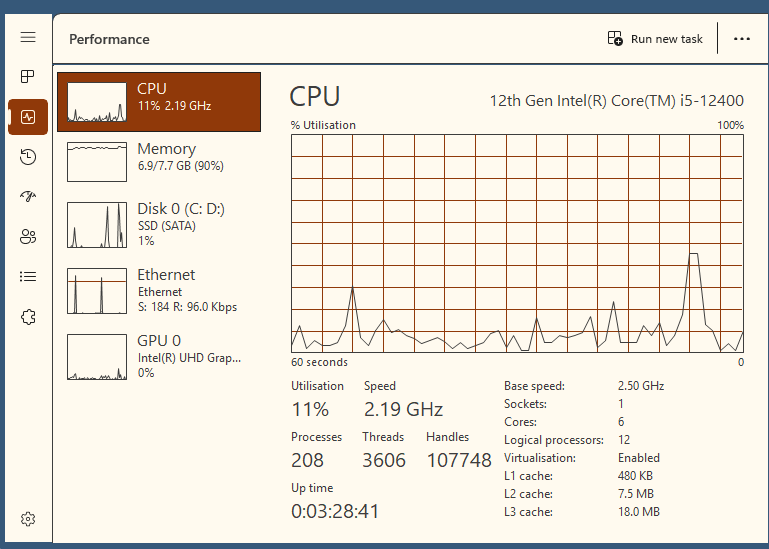 Performance
Run new task
CPU
11% 2.19 GHz
Memory
6.9/7.7 GB (90%)
Disk 0 (C: D:)
SSD (SATA)
1%
Ethernet
Ethernet
S: 184 R: 96.0 Kbps
GPU 0
Intel(R) UHD Grap...
0%
CPU
12th Gen Intel(R) Core(TM) i5-12400
% Utilisation 100%
60 seconds 0
Utilisation Speed
11% 2.19 GHz
Processes Threads Handles
208 3606 107748
Up time
0:03:28:41
Base speed: 2.50 GHz
Sockets: 1
Cores: 6
Logical processors: 12
Virtualisation: Enabled
L1 cache: 480 KB
L2 cache: 7.5 MB
L3 cache: 18.0 MB